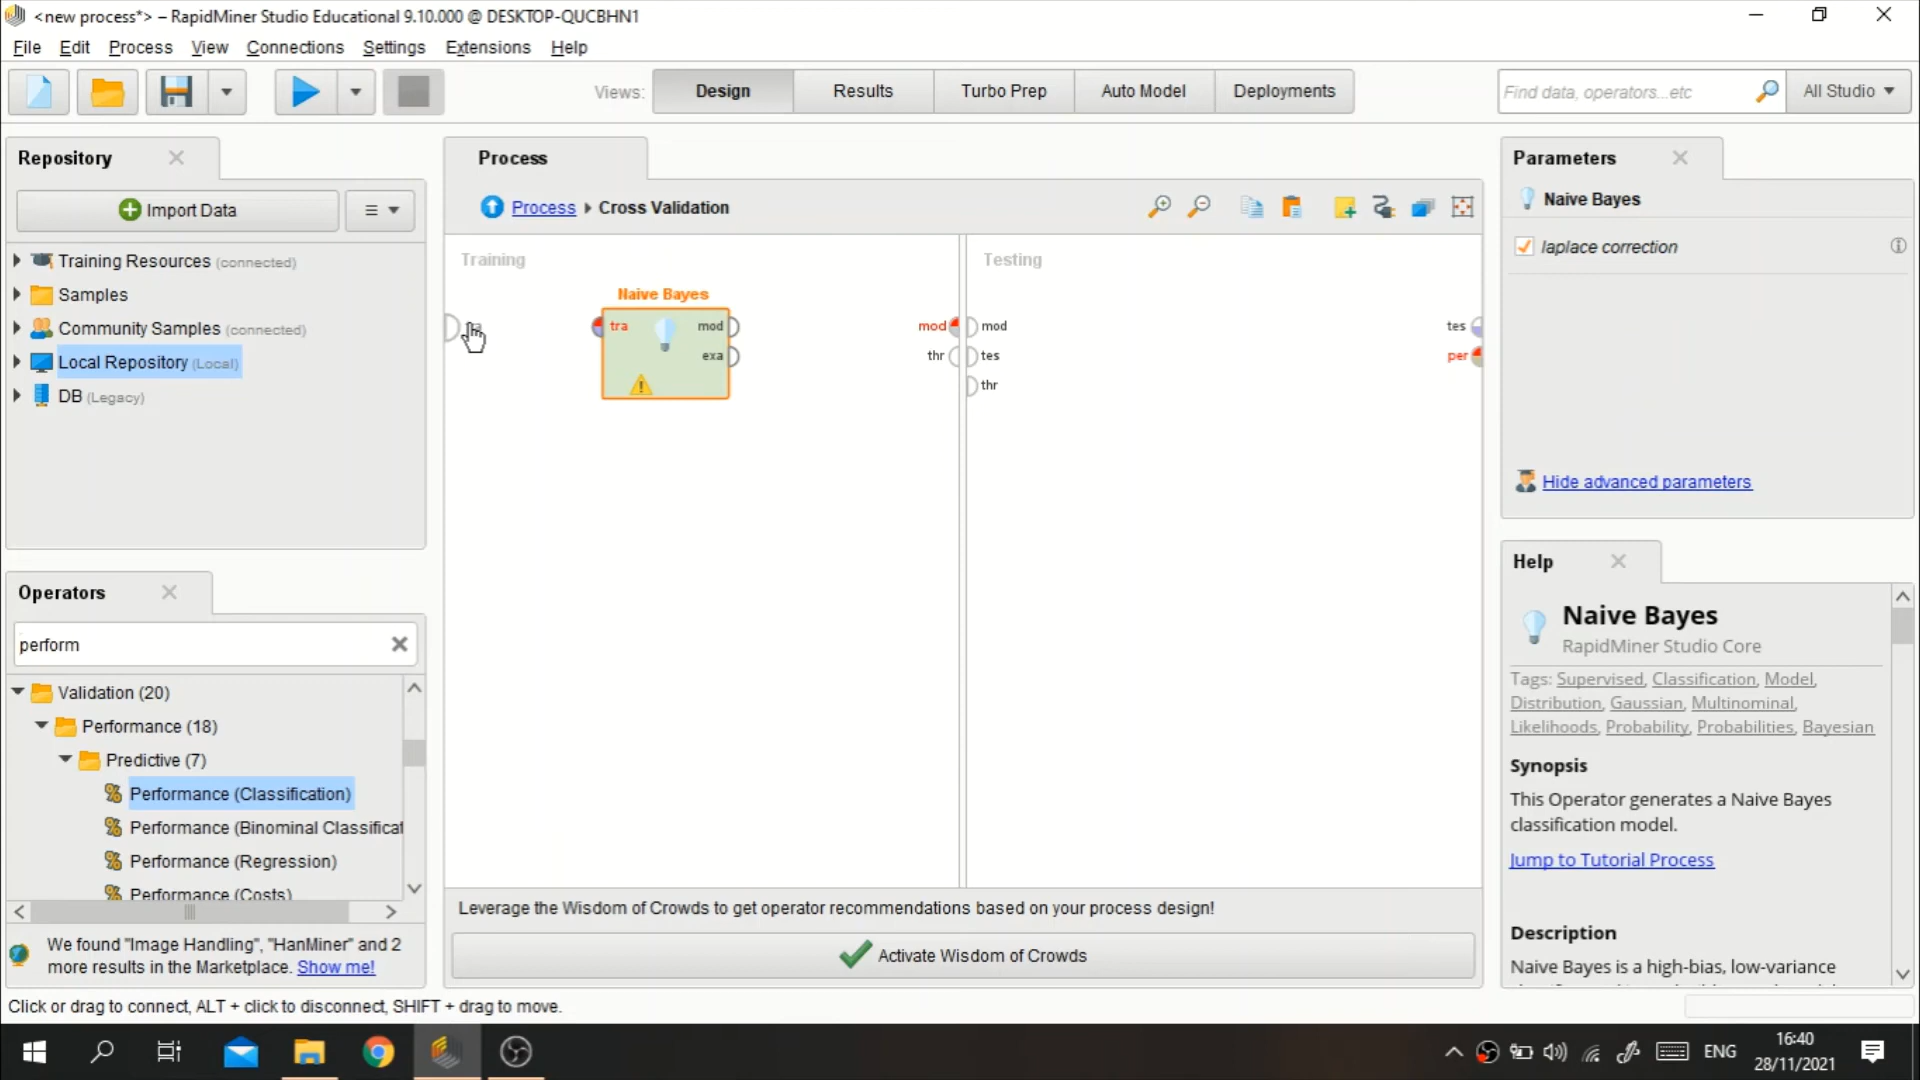 <new process*> – RapidMiner Studio Educational 9.10.000 @ DESKTOP-QUCBHN1
File Edit Process View Connections Settings Extensions Help
Views: Design Results Turbo Prep Auto Model Deployments
Find data, operators...etc
All Studio
Repository
Import Data
Training Resources (connected)
Samples
Community Samples (connected)
Local Repository (Local)
DB (Legacy)
Operators
perform
Validation (20)
Performance (18)
Predictive (7)
Performance (Classification)
Performance (Binominal Classificat
Performance (Regression)
Performance (Costs)
We found "Image Handling", "HanMiner" and 2
more results in the Marketplace. Show me!
Process
Process Cross Validation
Training
Naive Bayes
tra mod
exa
mod
thr
Testing
mod
tes
thr
tes
per
Leverage the Wisdom of Crowds to get operator recommendations based on your process design!
Activate Wisdom of Crowds
Parameters
Naive Bayes
laplace correction
Hide advanced parameters
Help
Naive Bayes
RapidMiner Studio Core
Tags: Supervised, Classification, Model,
Distribution, Gaussian, Multinominal,
Likelihoods, Probability, Probabilities, Bayesian
Synopsis
This Operator generates a Naive Bayes
classification model.
Jump to Tutorial Process
Description
Naive Bayes is a high-bias, low-variance
Click or drag to connect, ALT + click to disconnect, SHIFT + drag to move.
ENG
16:40
28/11/2021